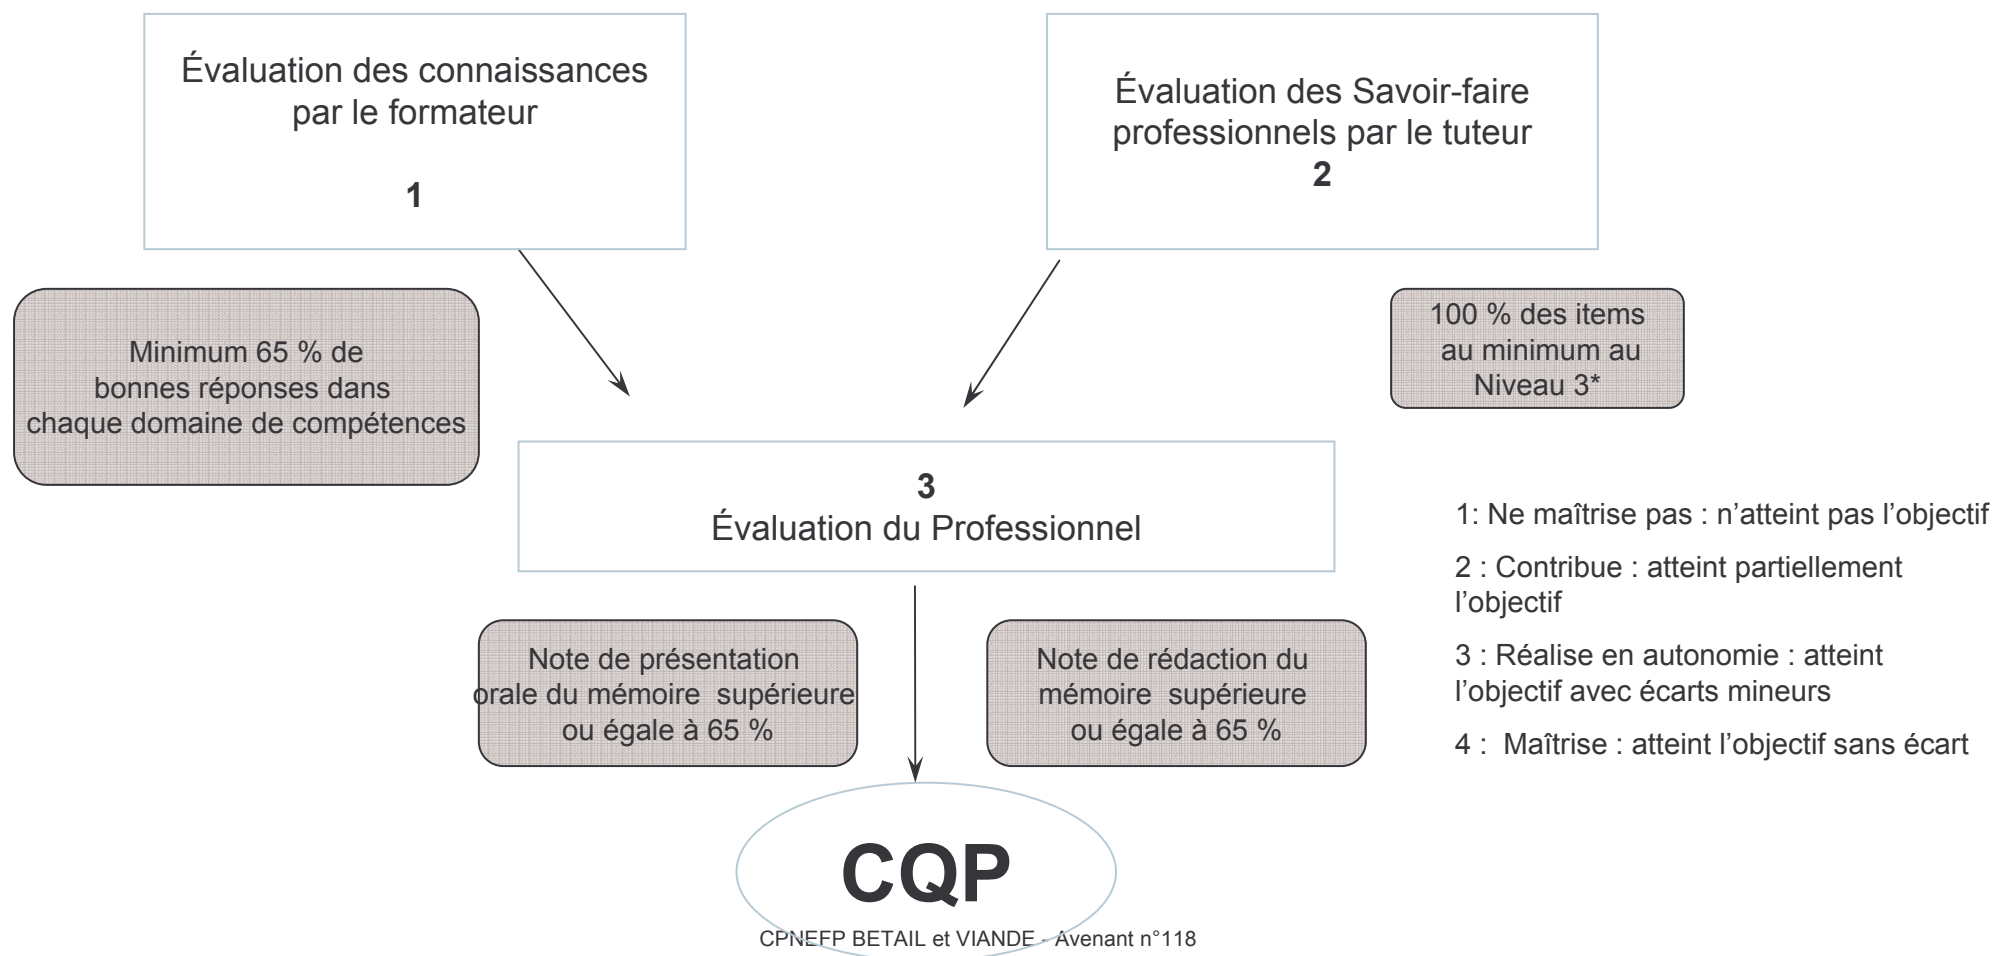 Évaluation des connaissances
par le formateur
1
Évaluation des Savoir-faire
professionnels par le tuteur
2
Minimum 65 % de
bonnes réponses dans
chaque domaine de compétences
100 % des items
au minimum au
Niveau 3*
3
Évaluation du Professionnel
1: Ne maîtrise pas : n’atteint pas l’objectif
2 : Contribue : atteint partiellement
l’objectif
3 : Réalise en autonomie : atteint
l’objectif avec écarts mineurs
4 : Maîtrise : atteint l’objectif sans écart
Note de présentation
orale du mémoire supérieure
ou égale à 65 %
Note de rédaction du
mémoire supérieure
ou égale à 65 %
CQP
CPNEFP BETAIL et VIANDE - Avenant n°118